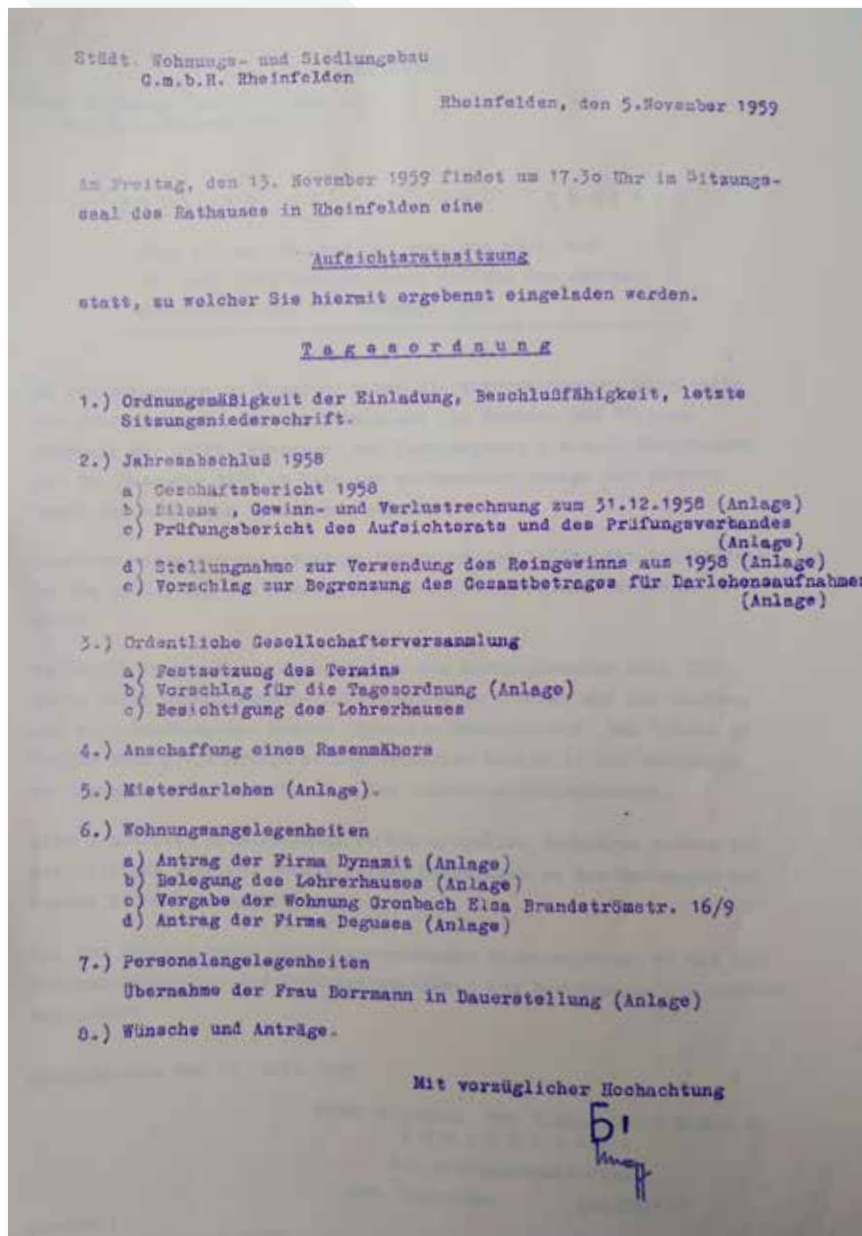 Städt. Wohnungs- und Siedlungsbau
G.m.b.H. Rheinfelden
Rheinfelden, den 5.November 1959
Am Freitag, den 13. November 1959 findet um 17.30 Uhr im Sitzungs-
saal des Rathauses in Rheinfelden eine
Aufsichtsratssitzung
statt, zu welcher Sie hiermit ergebenst eingeladen werden.
Tagesordnung
1.) Ordnungsmäßigkeit der Einladung, Beschlußfähigkeit, letzte
Sitzungsniederschrift.
2.) Jahresabschluß 1958
a) Geschäftsbericht 1958
b) Bilanz , Gewinn- und Verlustrechnung zum 31.12.1958 (Anlage)
c) Prüfungsbericht des Aufsichtsrats und des Prüfungsverbandes
(Anlage)
d) Stellungnahme zur Verwendung des Reingewinns aus 1958 (Anlage)
e) Vorschlag zur Begrenzung des Gesamtbetrages für Darlehensaufnahmen
(Anlage)
3.) Ordentliche Gesellschafterversammlung
a) Festsetzung des Termins
b) Vorschlag für die Tagesordnung (Anlage)
c) Besichtigung des Lehrerhauses
4.) Anschaffung eines Rasenmähers
5.) Mieterdarlehen (Anlage).
6.) Wohnungsangelegenheiten
a) Antrag der Firma Dynamit (Anlage)
b) Belegung des Lehrerhauses (Anlage)
c) Vergabe der Wohnung Gronbach Elsa Brandströmstr. 16/9
d) Antrag der Firma Degussa (Anlage)
7.) Personalangelegenheiten
Übernahme der Frau Borrmann in Dauerstellung (Anlage)
8.) Wünsche und Anträge.
Mit vorzüglicher Hochachtung